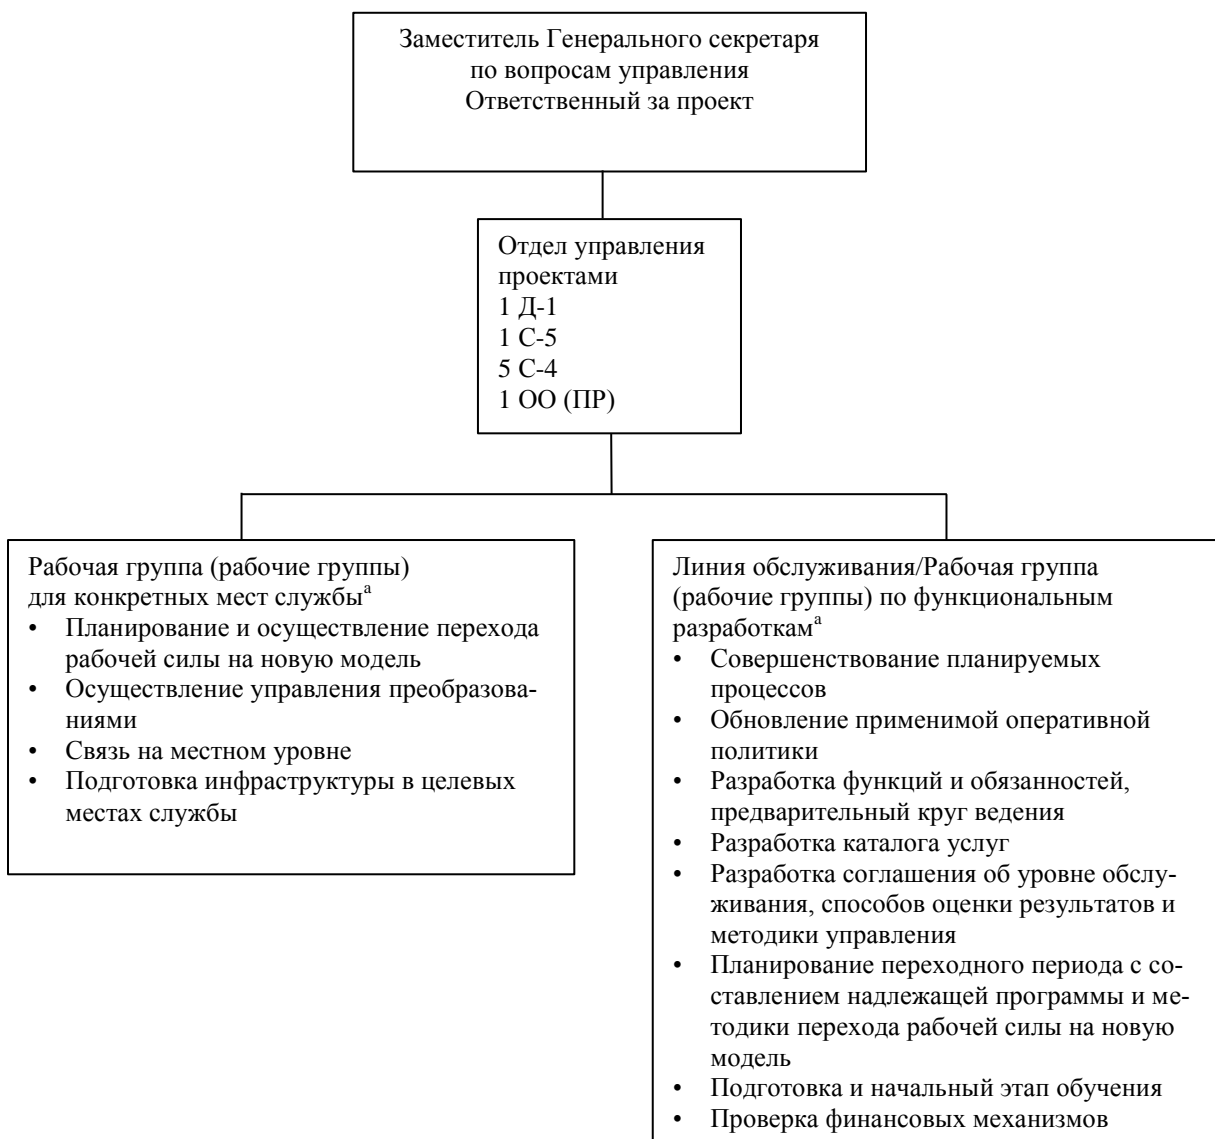 Заместитель Генерального секретаря
по вопросам управления
Ответственный за проект
Отдел управления
проектами
1 Д-1
1 С-5
5 С-4
1 ОО (ПР)
Рабочая группа (рабочие группы)
для конкретных мест службыª
• Планирование и осуществление перехода
рабочей силы на новую модель
• Осуществление управления преобразова-
ниями
• Связь на местном уровне
• Подготовка инфраструктуры в целевых
местах службы
Линия обслуживания/Рабочая группа
(рабочие группы) по функциональным
разработкамª
• Совершенствование планируемых
процессов
• Обновление применимой оперативной
политики
• Разработка функций и обязанностей,
предварительный круг ведения
• Разработка каталога услуг
• Разработка соглашения об уровне обслу-
живания, способов оценки результатов и
методики управления
• Планирование переходного периода с со-
ставлением надлежащей программы и ме-
тодики перехода рабочей силы на новую
модель
• Подготовка и начальный этап обучения
• Проверка финансовых механизмов